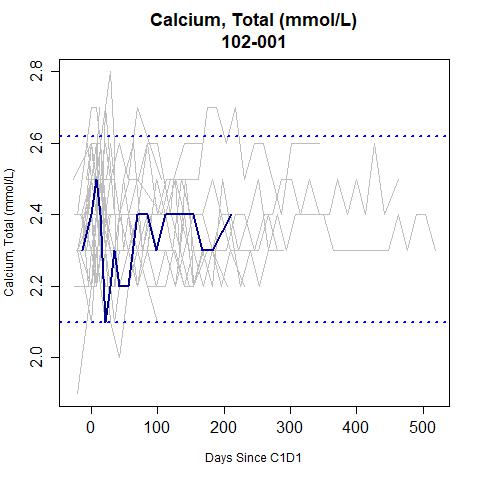 Calcium, Total (mmol/L)
102-001
Calcium, Total (mmol/L)
2.8
2.6
2.4
2.2
2.0
0 100 200 300 400 500
Days Since C1D1